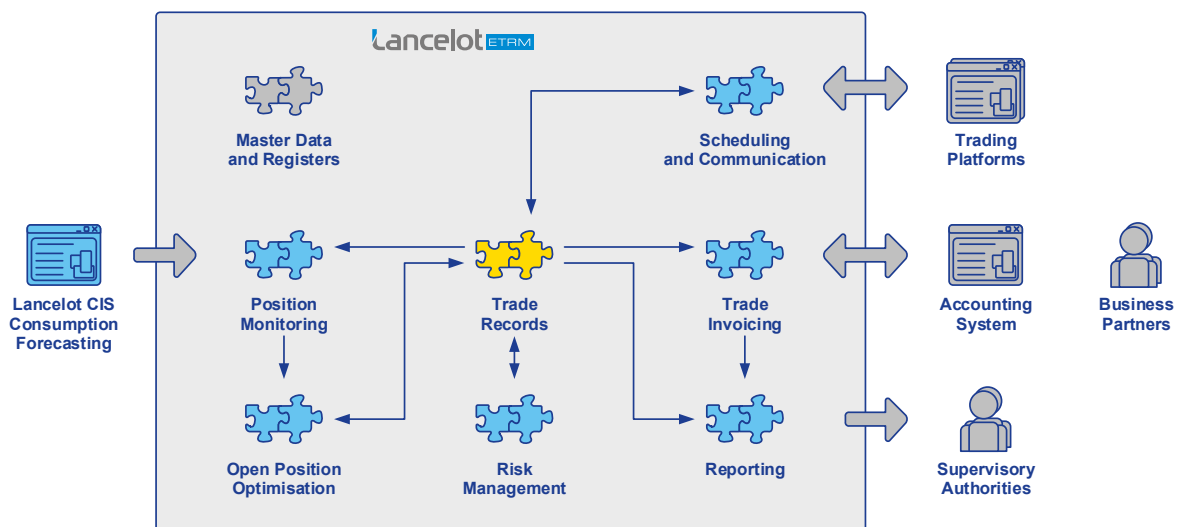 Lancelot ETRM
Master Data
and Registers
Scheduling
and Communication
Trading
Platforms
Lancelot CIS
Consumption
Forecasting
Position
Monitoring
Trade
Records
Trade
Invoicing
Accounting
System
Business
Partners
Open Position
Optimisation
Risk
Management
Reporting
Supervisory
Authorities